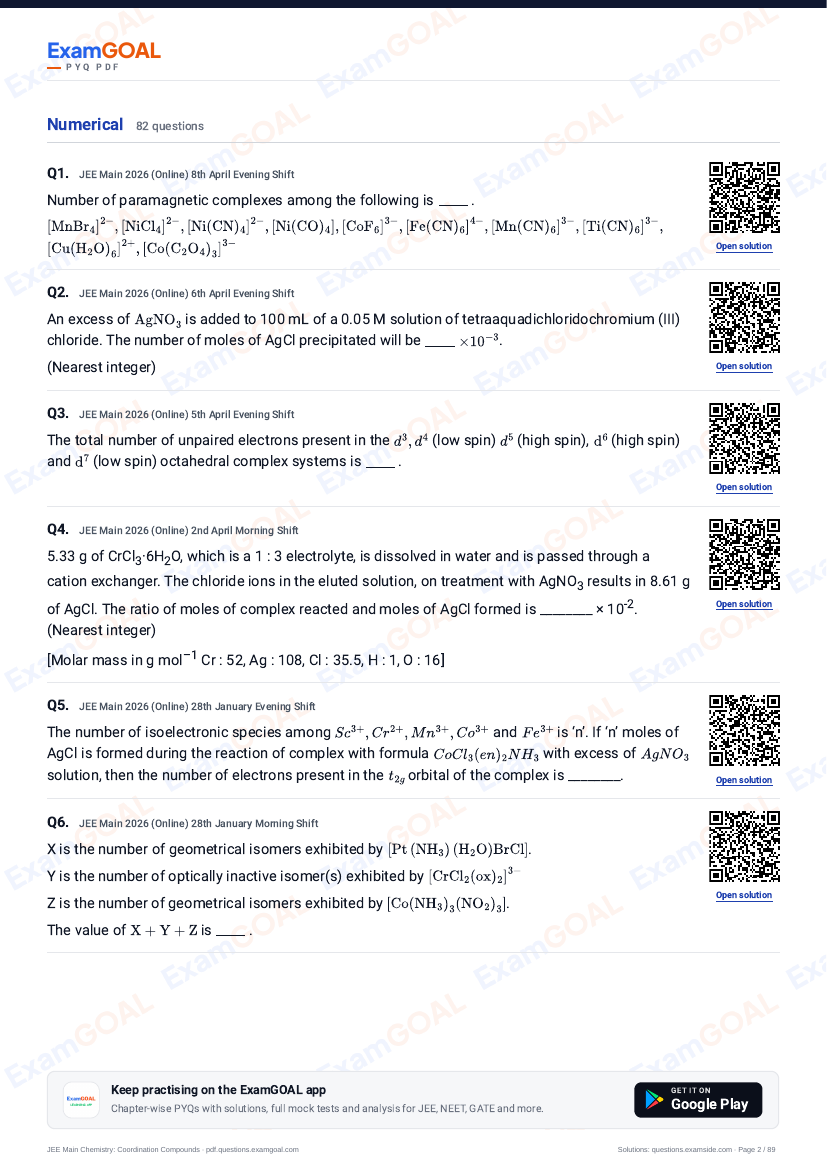 ExamGOAL
PYQ PDF
Numerical 82 questions
Q1. JEE Main 2026 (Online) 8th April Evening Shift
Number of paramagnetic complexes among the following is ____ .
[MnBr₄]²⁻, [NiCl₄]²⁻, [Ni(CN)₄]²⁻, [Ni(CO)₄], [CoF₆]³⁻, [Fe(CN)₆]⁴⁻, [Mn(CN)₆]³⁻, [Ti(CN)₆]³⁻,
[Cu(H₂O)₆]²⁺, [Co(C₂O₄)₃]³⁻
Open solution
Q2. JEE Main 2026 (Online) 6th April Evening Shift
An excess of AgNO₃ is added to 100 mL of a 0.05 M solution of tetraaquadichloridochromium (III)
chloride. The number of moles of AgCl precipitated will be ____ ×10⁻³.
(Nearest integer)
Open solution
Q3. JEE Main 2026 (Online) 5th April Evening Shift
The total number of unpaired electrons present in the d³, d⁴ (low spin) d⁵ (high spin), d⁶ (high spin)
and d⁷ (low spin) octahedral complex systems is ____ .
Open solution
Q4. JEE Main 2026 (Online) 2nd April Morning Shift
5.33 g of CrCl₃·6H₂O, which is a 1 : 3 electrolyte, is dissolved in water and is passed through a
cation exchanger. The chloride ions in the eluted solution, on treatment with AgNO₃ results in 8.61 g
of AgCl. The ratio of moles of complex reacted and moles of AgCl formed is ________ × 10⁻².
(Nearest integer)
[Molar mass in g mol⁻¹ Cr : 52, Ag : 108, Cl : 35.5, H : 1, O : 16]
Open solution
Q5. JEE Main 2026 (Online) 28th January Evening Shift
The number of isoelectronic species among Sc³⁺, Cr²⁺, Mn³⁺, Co³⁺ and Fe³⁺ is ‘n’. If ‘n’ moles of
AgCl is formed during the reaction of complex with formula CoCl₃(en)₂NH₃ with excess of AgNO₃
solution, then the number of electrons present in the t₂g orbital of the complex is ________.
Open solution
Q6. JEE Main 2026 (Online) 28th January Morning Shift
X is the number of geometrical isomers exhibited by [Pt (NH₃) (H₂O)BrCl].
Y is the number of optically inactive isomer(s) exhibited by [CrCl₂(ox)₂]³⁻
Z is the number of geometrical isomers exhibited by [Co(NH₃)₃(NO₂)₃].
The value of X + Y + Z is ____ .
Open solution
Keep practising on the ExamGOAL app
Chapter-wise PYQs with solutions, full mock tests and analysis for JEE, NEET, GATE and more.
GET IT ON
Google Play
JEE Main Chemistry: Coordination Compounds · pdf.questions.examgoal.com
Solutions: questions.examside.com · Page 2 / 89